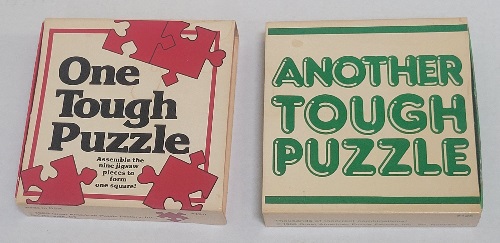 One
Tough
Puzzle
Assemble the
nine jigsaw
pieces to
form
one square!
ANOTHER
TOUGH
PUZZLE